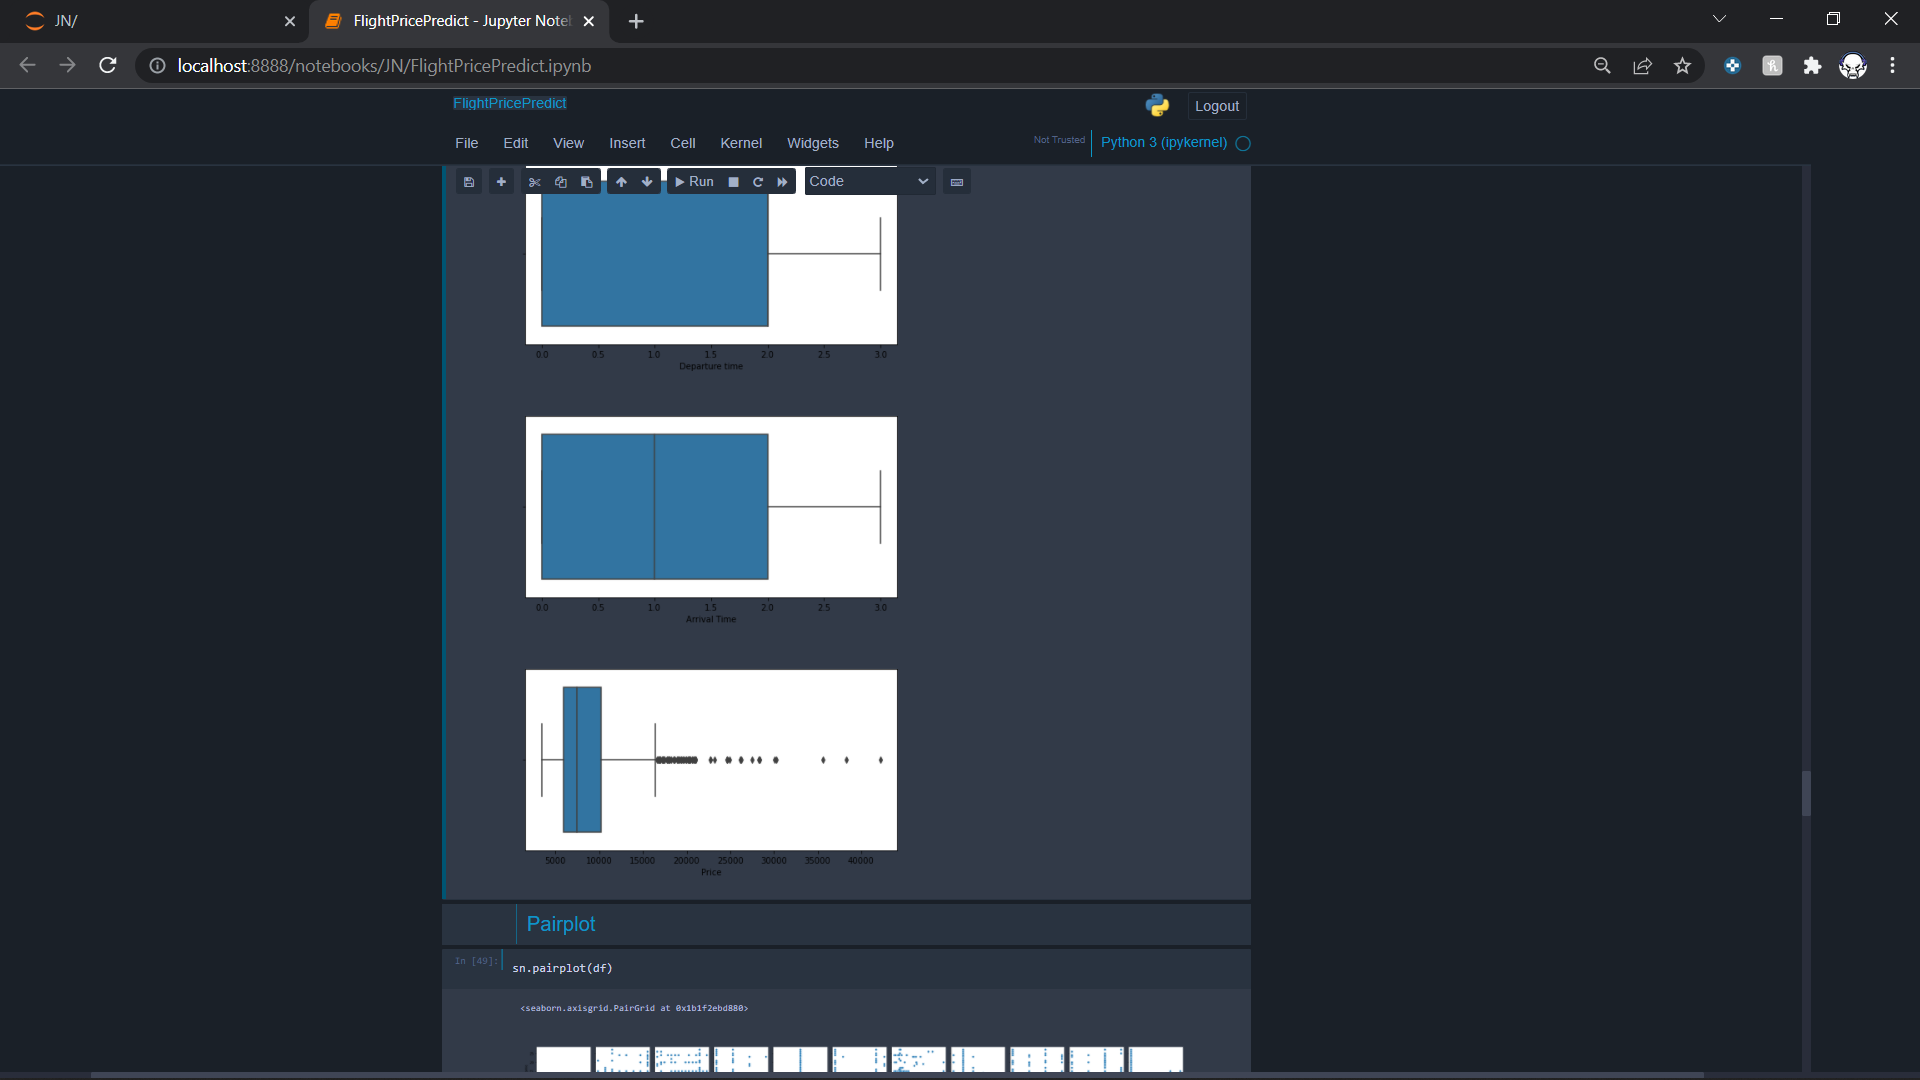 JN/
FlightPricePredict - Jupyter Note
localhost:8888/notebooks/JN/FlightPricePredict.ipynb
FlightPricePredict
Logout
File Edit View Insert Cell Kernel Widgets Help
Not Trusted Python 3 (ipykernel)
Run Code
0.0 0.5 1.0 1.5 2.0 2.5 3.0
Departure time
0.0 0.5 1.0 1.5 2.0 2.5 3.0
Arrival Time
5000 10000 15000 20000 25000 30000 35000 40000
Price
Pairplot
In [49]: sn.pairplot(df)
<seaborn.axisgrid.PairGrid at 0x1b1f2ebd880>